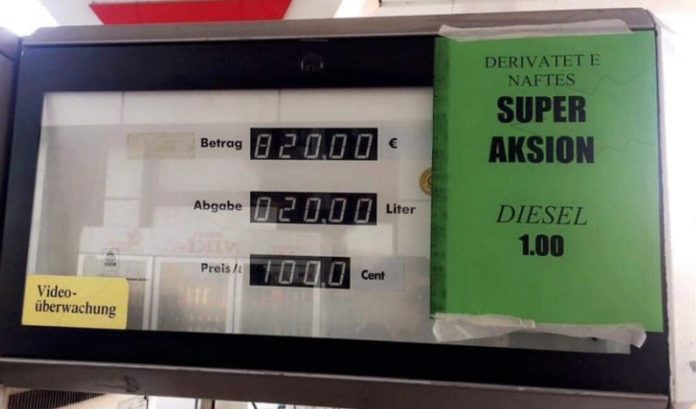 Betrag 820.00 €
Abgabe 020.00 Liter
Preis/l 100.0 Cent
Video-
überwachung
DERIVATET E
NAFTES
SUPER
AKSION
DIESEL
1.00